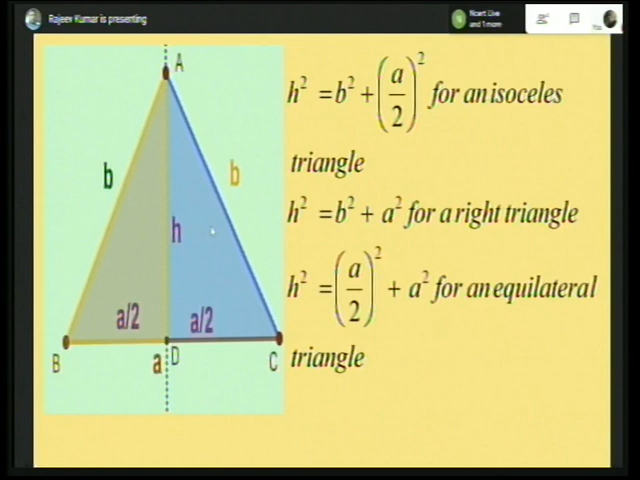 Rajeev Kumar is presenting
Ncert Live
and 1 more
You
A
h² = b² + (a/2)² for an isoceles
triangle
b
b
h
h² = b² + a² for a right triangle
h² = (a/2)² + a² for an equilateral
triangle
a/2
a/2
B
a
D
C